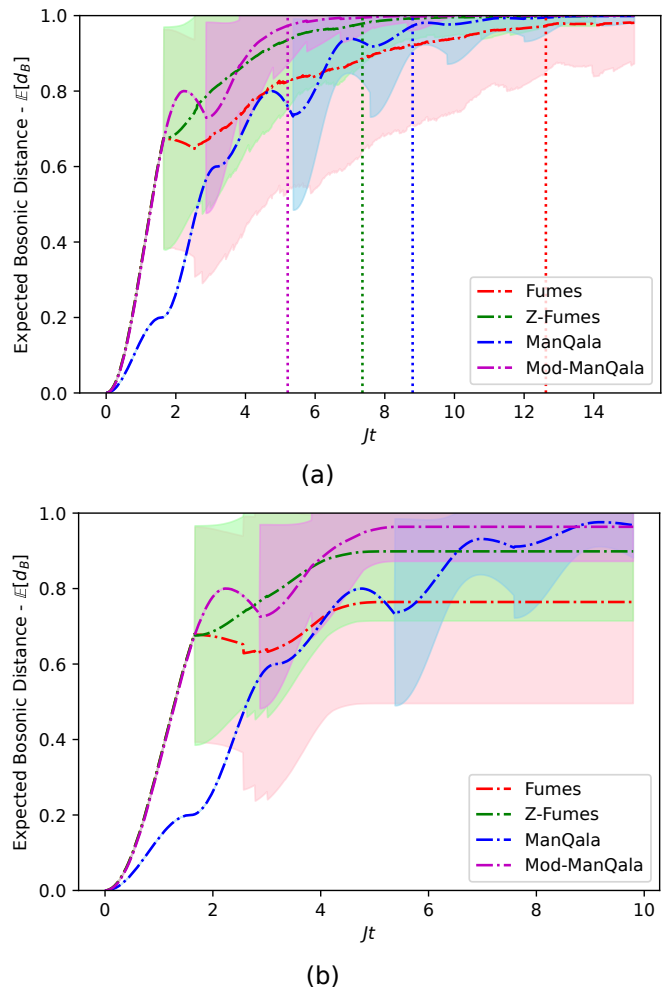 1.0
0.8
0.6
0.4
0.2
0.0
Expected Bosonic Distance - 𝔼[d_B]
0 2 4 6 8 10 12 14
Jt
Fumes
Z-Fumes
ManQala
Mod-ManQala
(a)
1.0
0.8
0.6
0.4
0.2
0.0
Expected Bosonic Distance - 𝔼[d_B]
0 2 4 6 8 10
Jt
Fumes
Z-Fumes
ManQala
Mod-ManQala
(b)